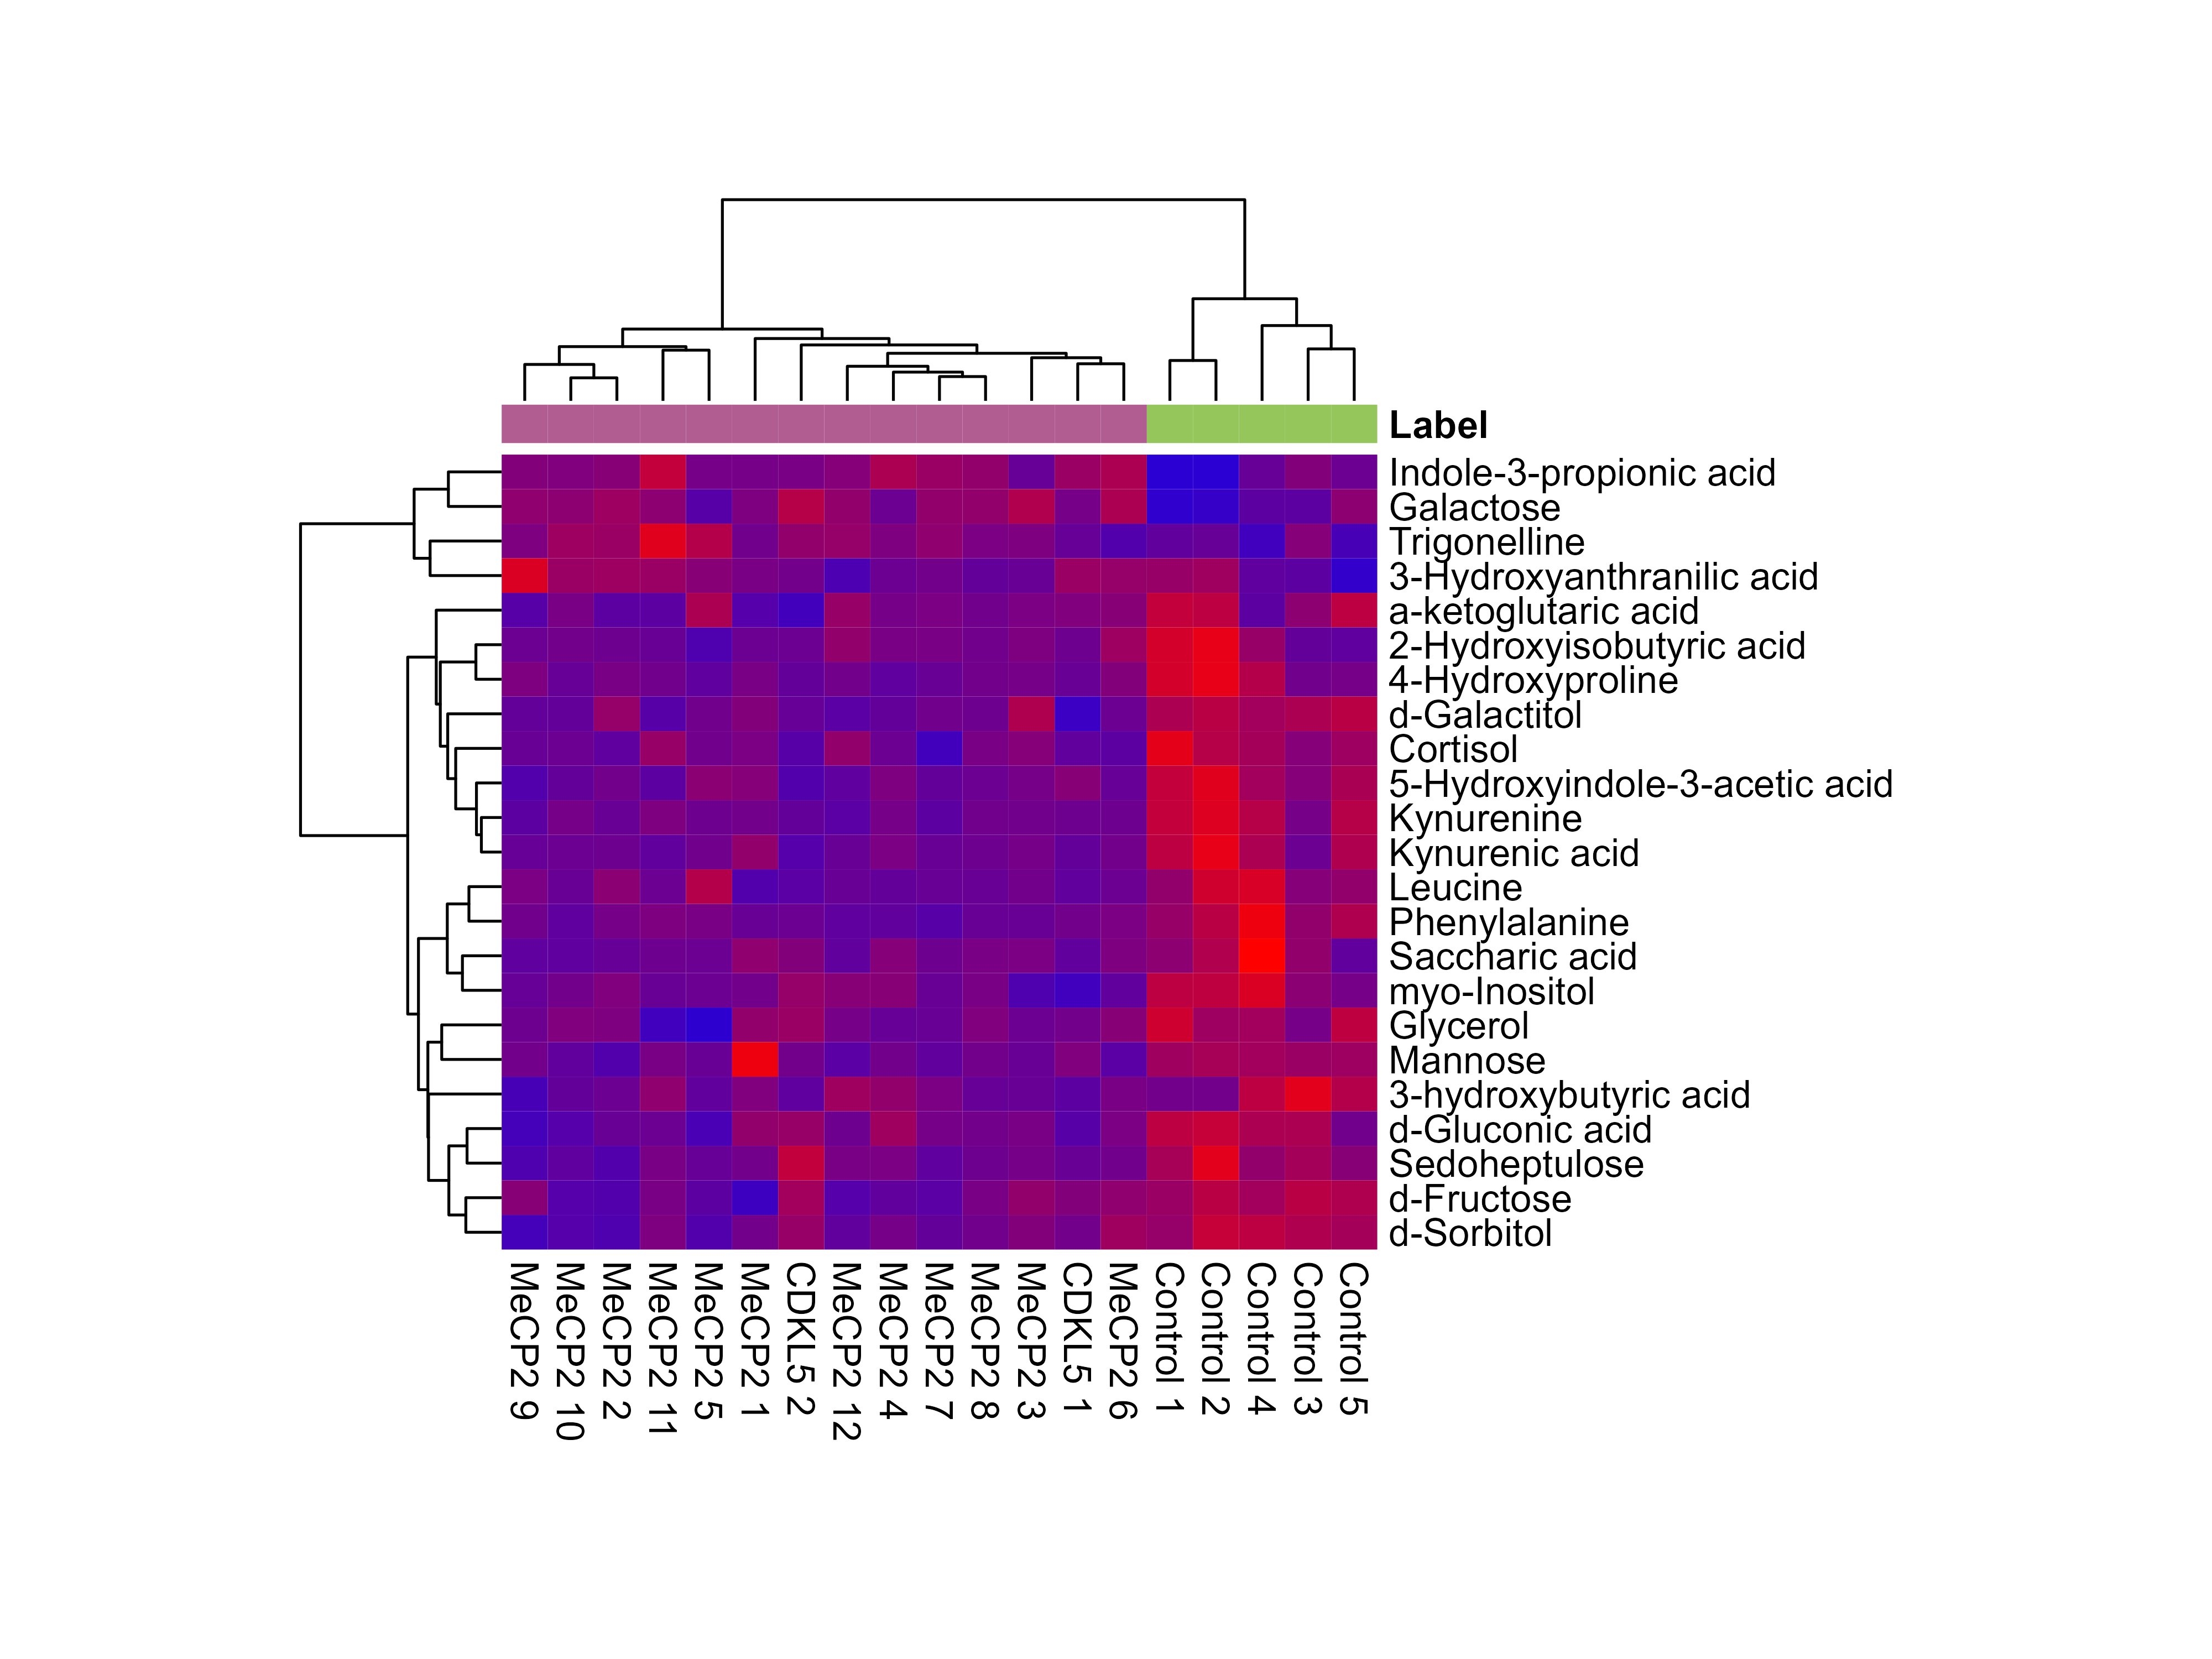 Label
Indole-3-propionic acid
Galactose
Trigonelline
3-Hydroxyanthranilic acid
a-ketoglutaric acid
2-Hydroxyisobutyric acid
4-Hydroxyproline
d-Galactitol
Cortisol
5-Hydroxyindole-3-acetic acid
Kynurenine
Kynurenic acid
Leucine
Phenylalanine
Saccharic acid
myo-Inositol
Glycerol
Mannose
3-hydroxybutyric acid
d-Gluconic acid
Sedoheptulose
d-Fructose
d-Sorbitol
MeCP2 9
MeCP2 10
MeCP2 2
MeCP2 11
MeCP2 5
MeCP2 1
CDKL5 2
MeCP2 12
MeCP2 4
MeCP2 7
MeCP2 8
MeCP2 3
CDKL5 1
MeCP2 6
Control 1
Control 2
Control 4
Control 3
Control 5